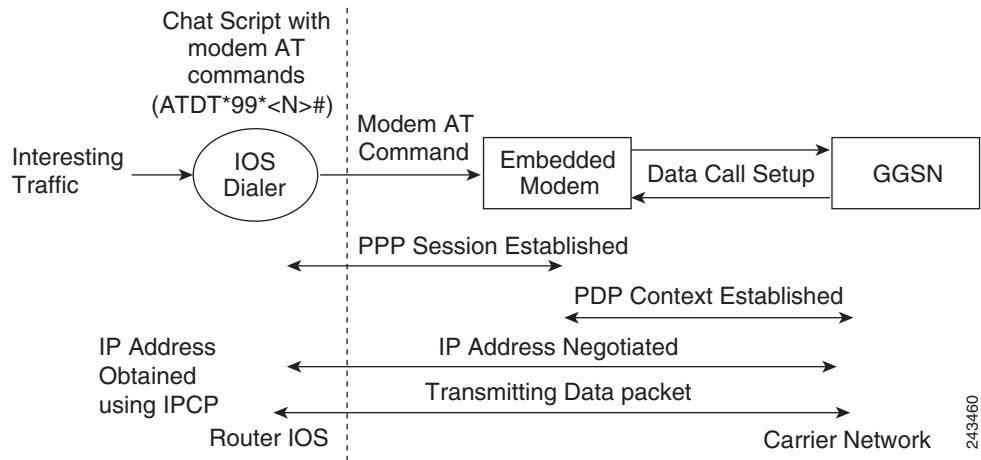 Chat Script with
modem AT
commands
(ATDT*99*<N>#)
Modem AT
Command
Interesting
Traffic
IOS
Dialer
Embedded
Modem
Data Call Setup
GGSN
PPP Session Established
PDP Context Established
IP Address
Obtained
using IPCP
IP Address Negotiated
Transmitting Data packet
Router IOS
Carrier Network
243460